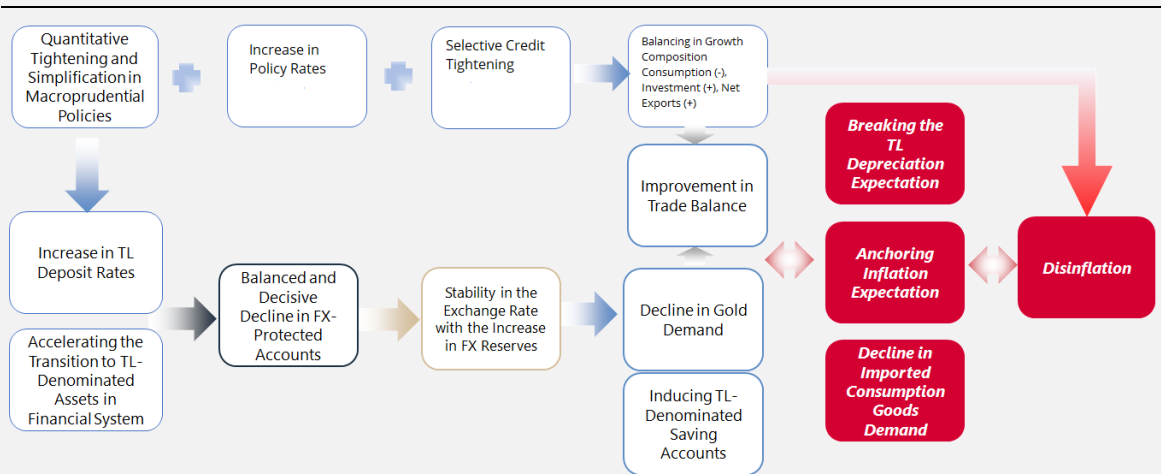 Quantitative
Tightening and
Simplification in
Macroprudential
Policies
Increase in
Policy Rates
Selective Credit
Tightening
Balancing in Growth
Composition
Consumption (-),
Investment (+), Net
Exports (+)
Breaking the
TL
Depreciation
Expectation
Improvement in
Trade Balance
Increase in TL
Deposit Rates
Anchoring
Inflation
Expectation
Disinflation
Balanced and
Decisive
Decline in FX-
Protected
Accounts
Stability in the
Exchange Rate
with the Increase
in FX Reserves
Decline in Gold
Demand
Accelerating the
Transition to TL-
Denominated
Assets in
Financial System
Decline in
Imported
Consumption
Goods
Demand
Inducing TL-
Denominated
Saving
Accounts